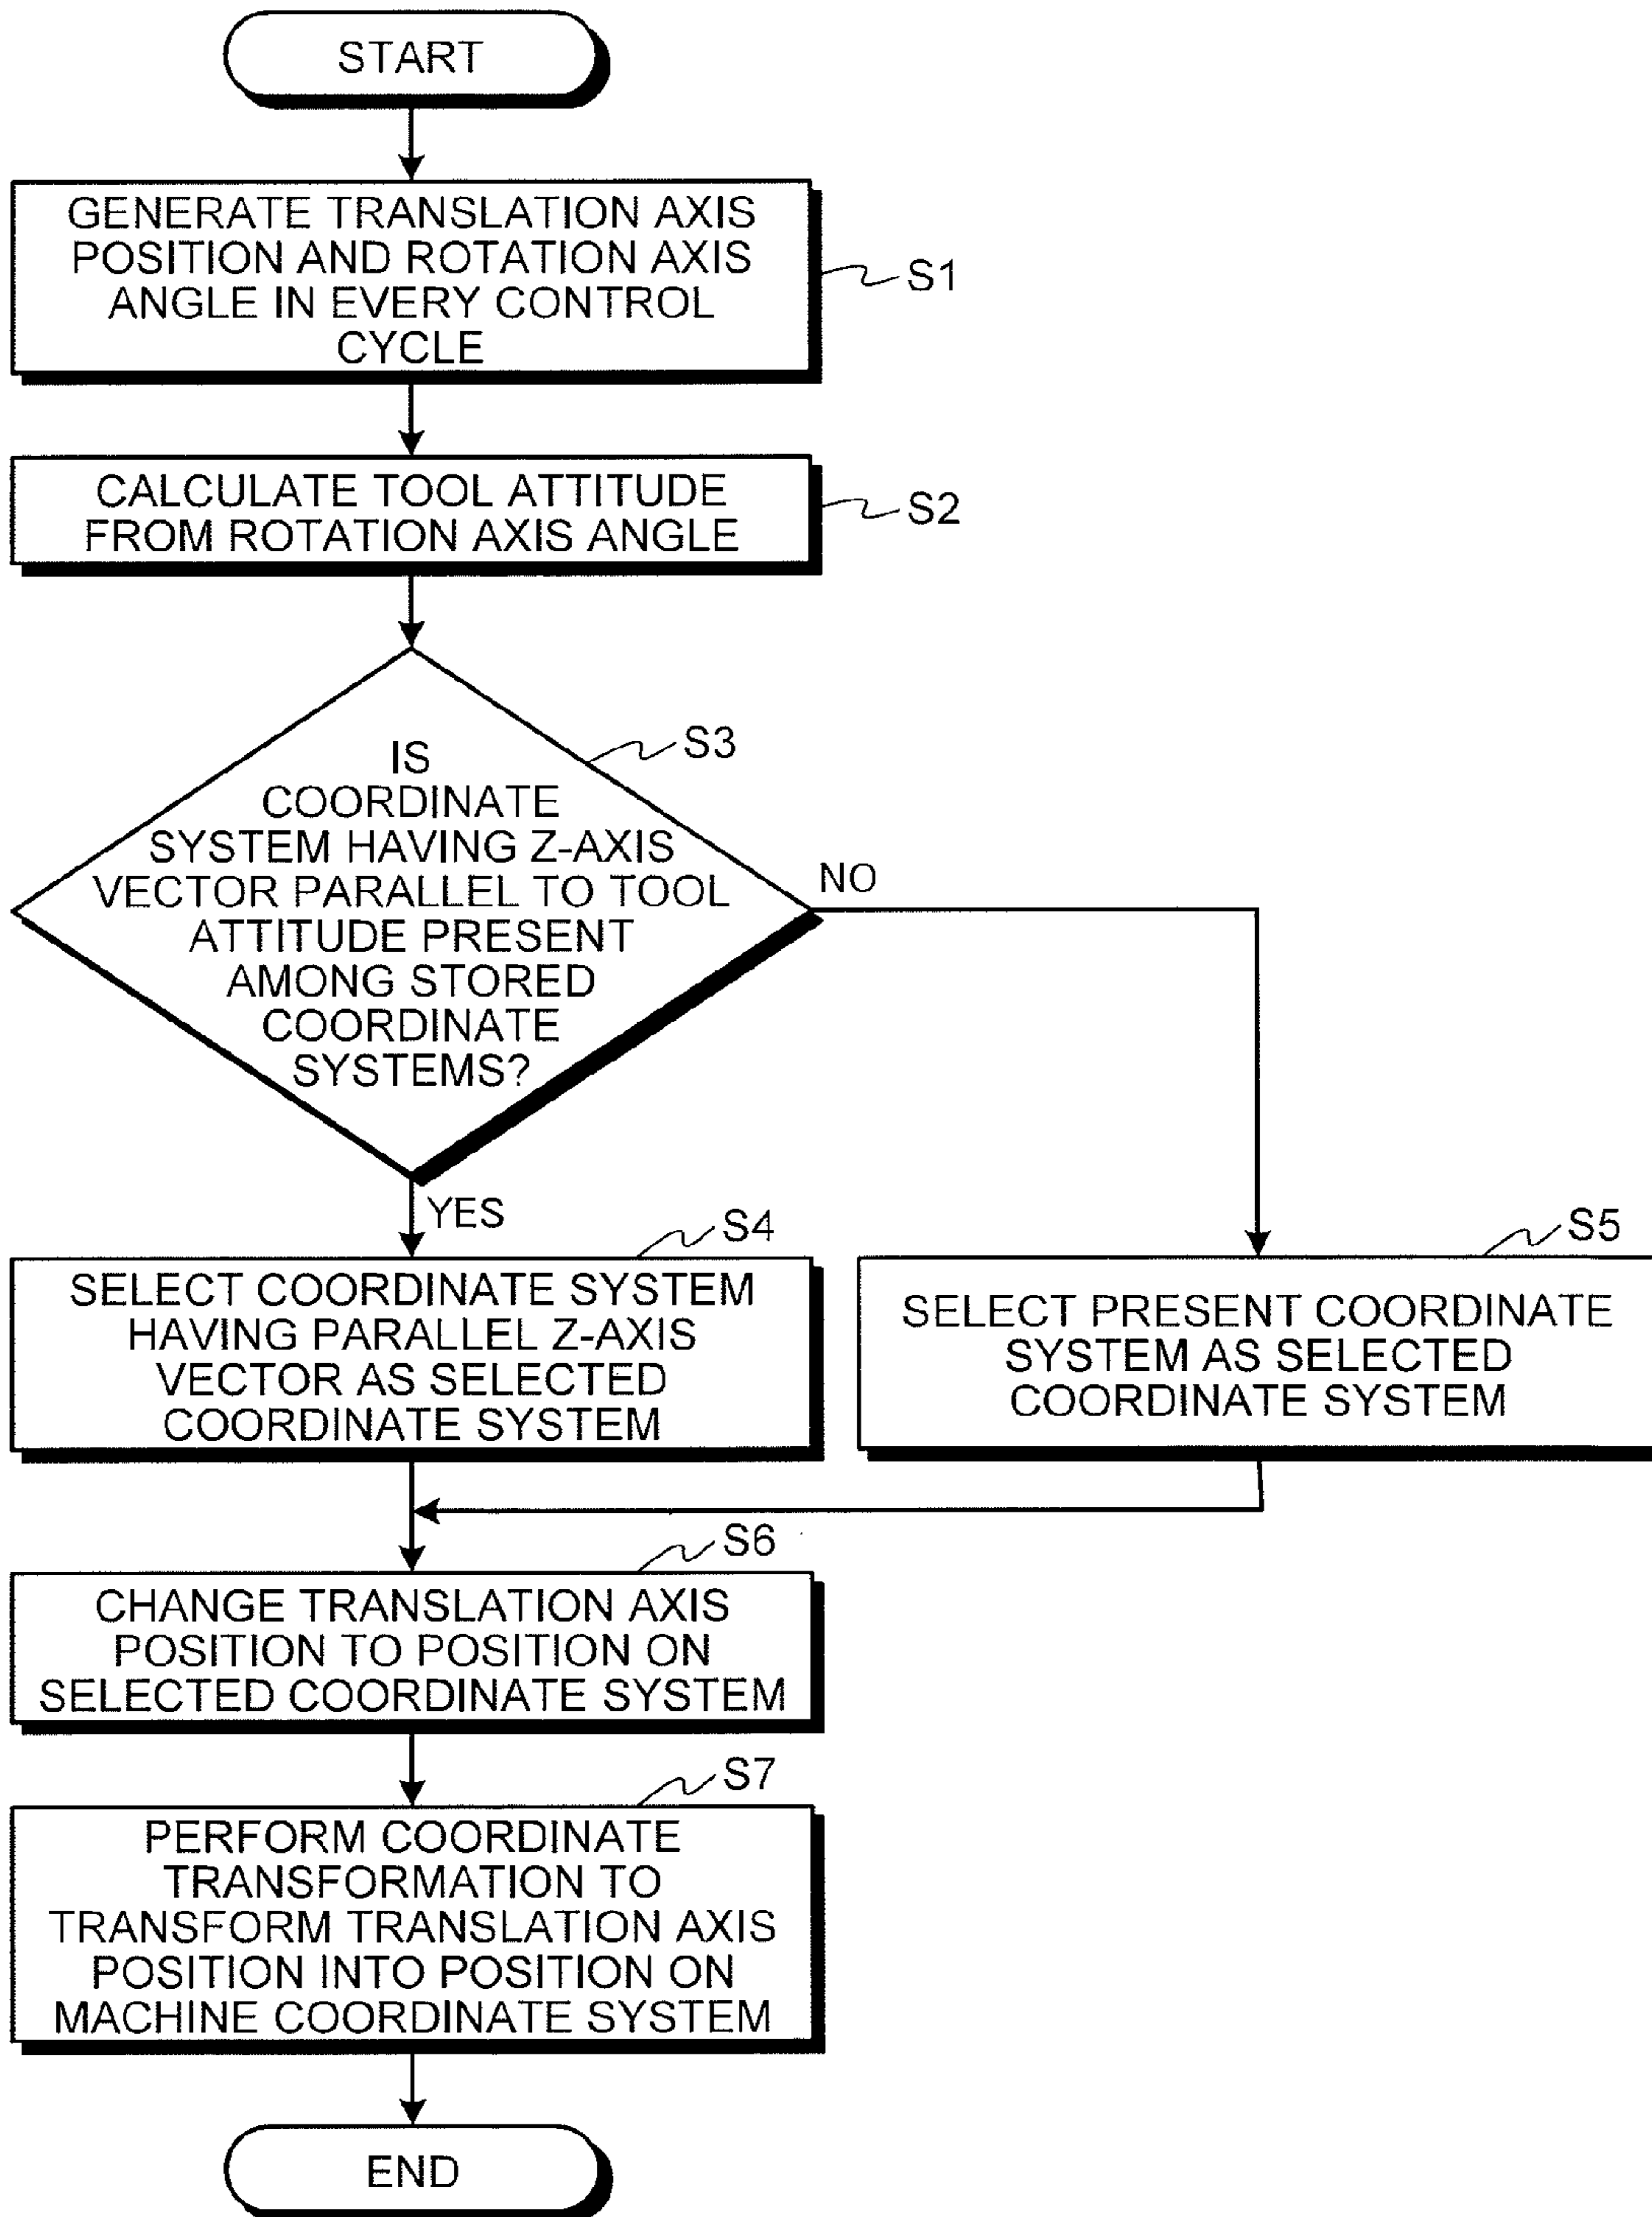 START
GENERATE TRANSLATION AXIS
POSITION AND ROTATION AXIS
ANGLE IN EVERY CONTROL
CYCLE
S1
CALCULATE TOOL ATTITUDE
FROM ROTATION AXIS ANGLE
S2
S3
IS
COORDINATE
SYSTEM HAVING Z-AXIS
VECTOR PARALLEL TO TOOL
ATTITUDE PRESENT
AMONG STORED
COORDINATE
SYSTEMS?
NO
YES
S4
SELECT COORDINATE SYSTEM
HAVING PARALLEL Z-AXIS
VECTOR AS SELECTED
COORDINATE SYSTEM
S5
SELECT PRESENT COORDINATE
SYSTEM AS SELECTED
COORDINATE SYSTEM
S6
CHANGE TRANSLATION AXIS
POSITION TO POSITION ON
SELECTED COORDINATE SYSTEM
S7
PERFORM COORDINATE
TRANSFORMATION TO
TRANSFORM TRANSLATION AXIS
POSITION INTO POSITION ON
MACHINE COORDINATE SYSTEM
END